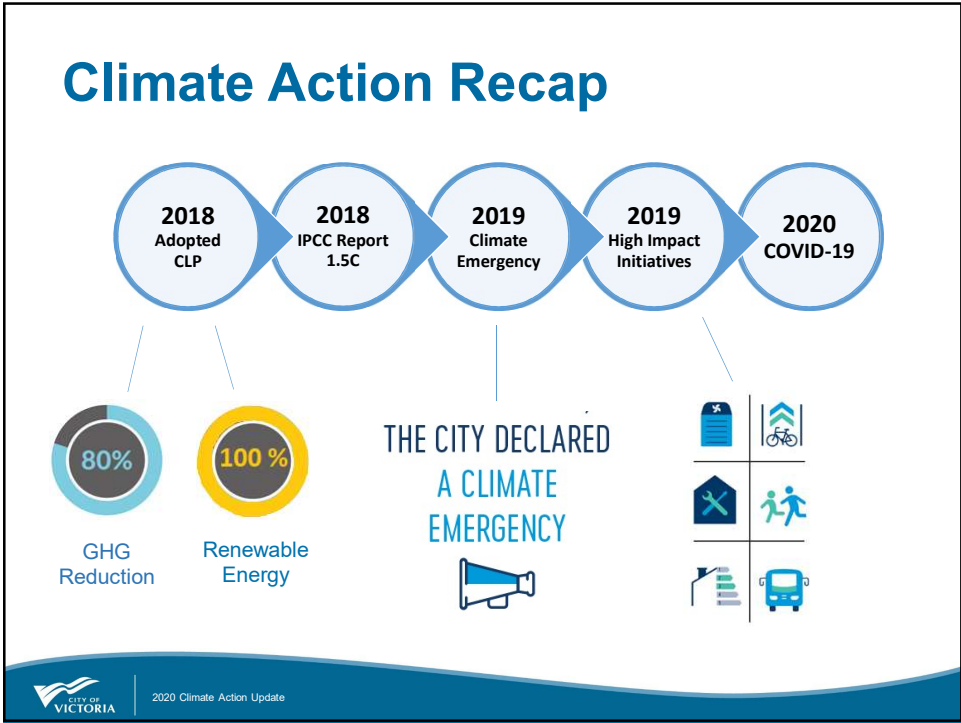 Climate Action Recap
2018
Adopted
CLP
2018
IPCC Report
1.5C
2019
Climate
Emergency
2019
High Impact
Initiatives
2020
COVID-19
80%
GHG
Reduction
100 %
Renewable
Energy
THE CITY DECLARED
A CLIMATE
EMERGENCY
CITY OF
VICTORIA
2020 Climate Action Update